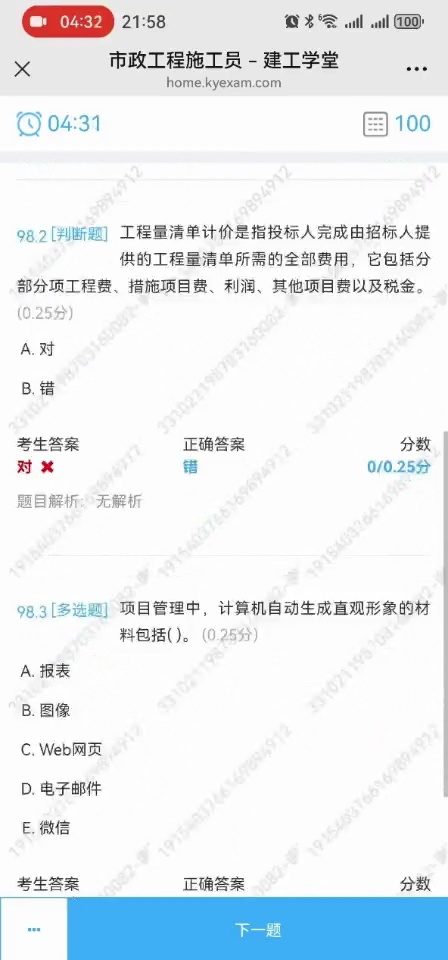 04:32 21:58 100
市政工程施工员 – 建工学堂
home.kyexam.com
04:31 100
98.2 [判断题] 工程量清单计价是指投标人完成由招标人提
供的工程量清单所需的全部费用，它包括分
部分项工程费、措施项目费、利润、其他项目费以及税金。
(0.25分)
A. 对
B. 错
考生答案 正确答案 分数
对 错 0/0.25分
题目解析: 无解析
98.3 [多选题] 项目管理中，计算机自动生成直观形象的材
料包括( )。 (0.25分)
A. 报表
B. 图像
C. Web网页
D. 电子邮件
E. 微信
考生答案 正确答案 分数
下一题